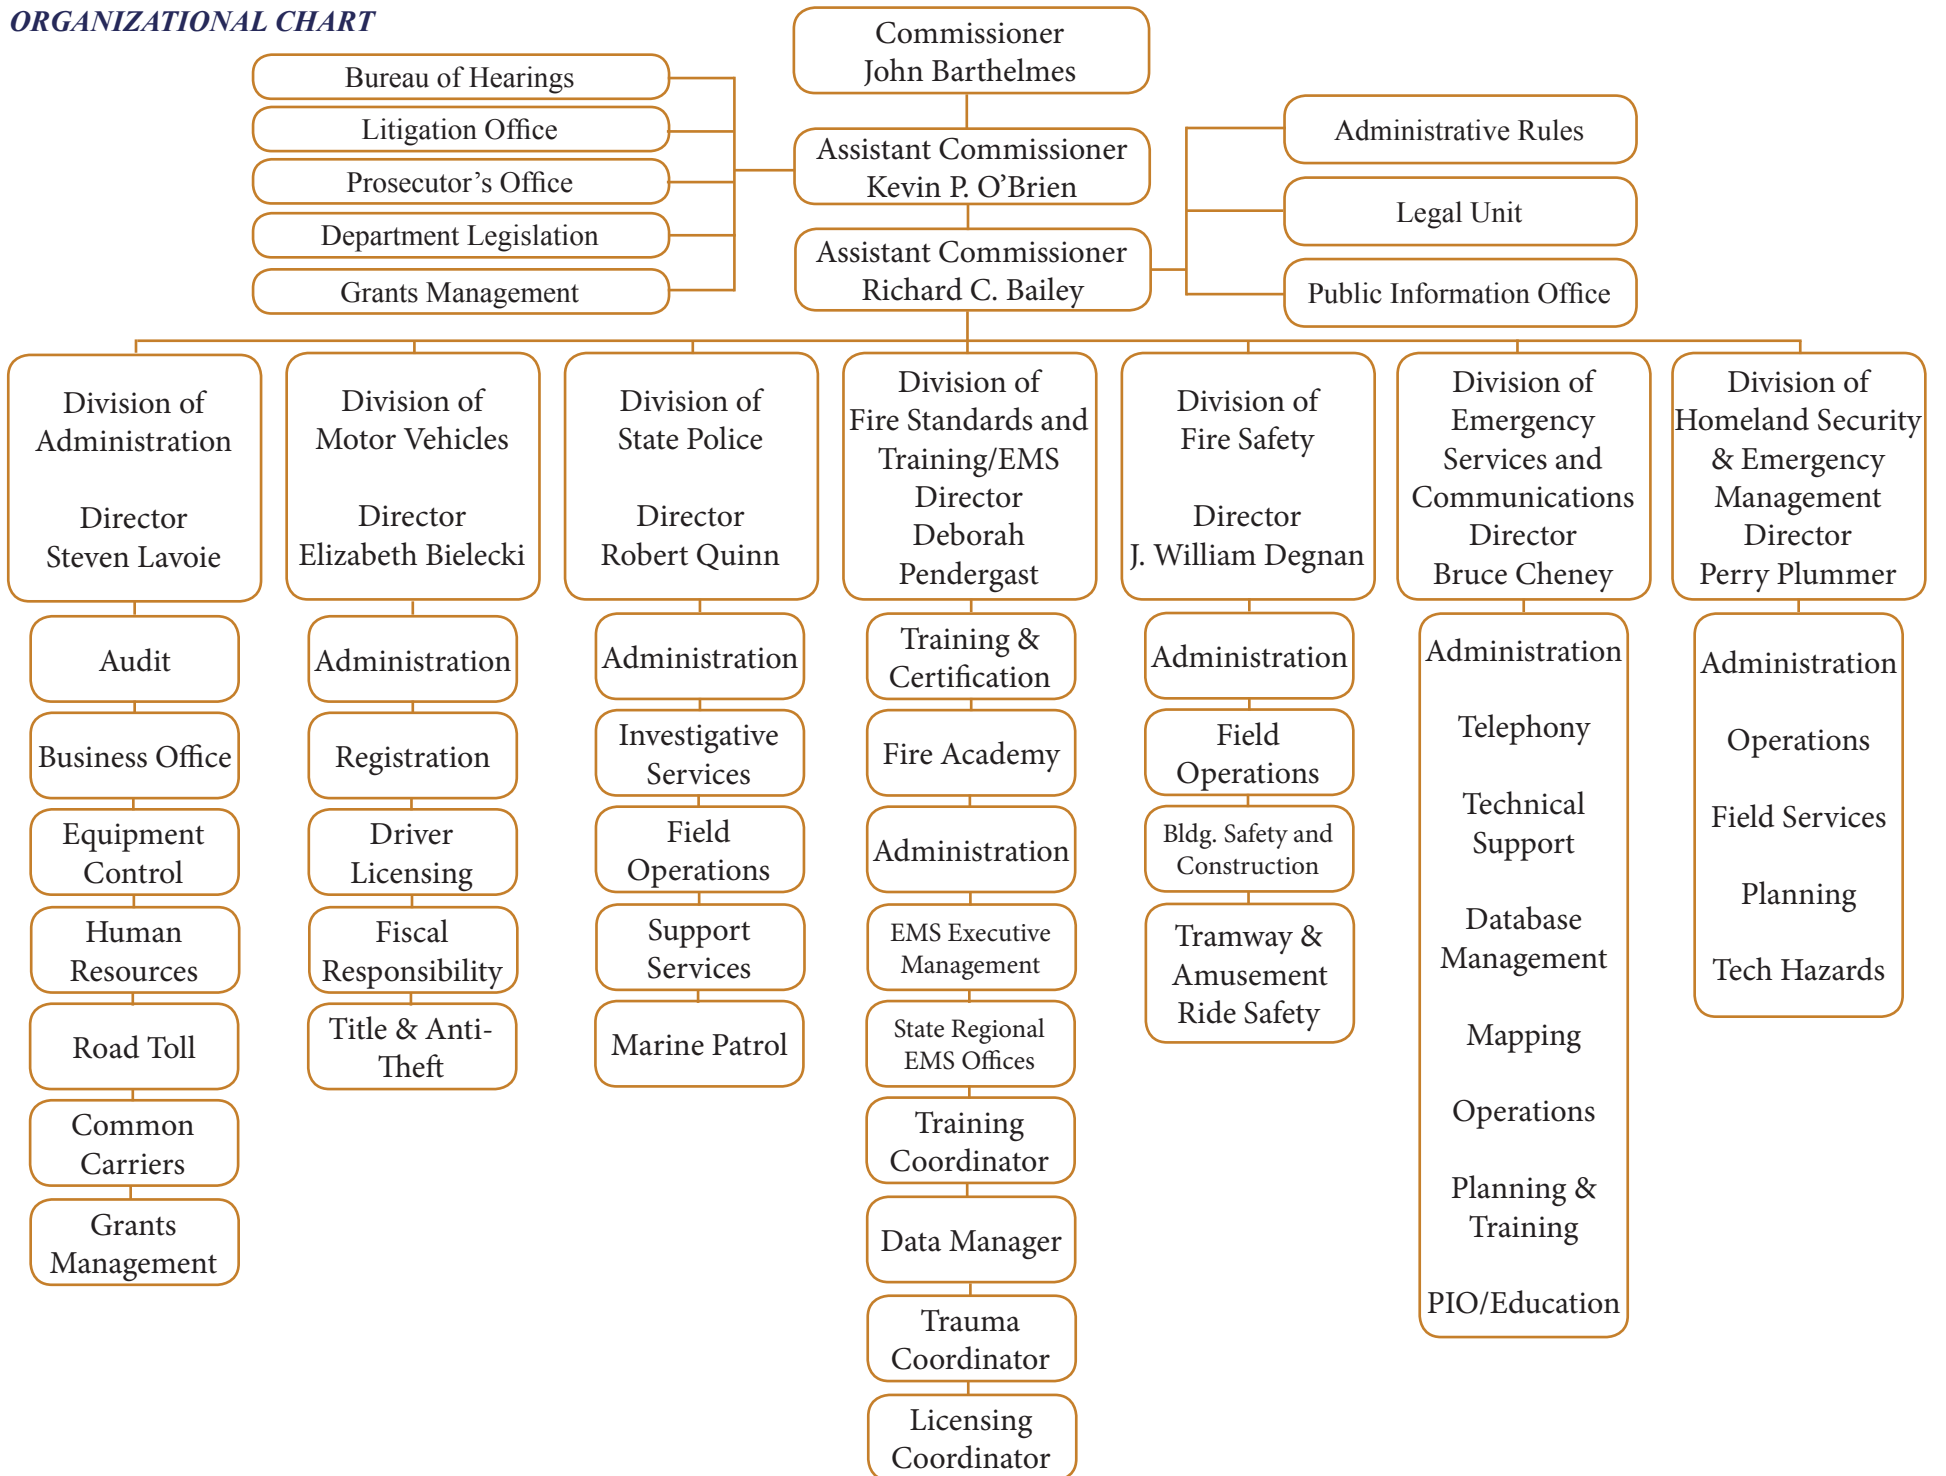 ORGANIZATIONAL CHART
Commissioner
John Barthelmes
Bureau of Hearings
Litigation Office
Prosecutor’s Office
Department Legislation
Grants Management
Assistant Commissioner
Kevin P. O’Brien
Assistant Commissioner
Richard C. Bailey
Administrative Rules
Legal Unit
Public Information Office
Division of
Administration
Director
Steven Lavoie
Audit
Business Office
Equipment
Control
Human
Resources
Road Toll
Common
Carriers
Grants
Management
Division of
Motor Vehicles
Director
Elizabeth Bielecki
Administration
Registration
Driver
Licensing
Fiscal
Responsibility
Title & Anti-
Theft
Division of
State Police
Director
Robert Quinn
Administration
Investigative
Services
Field
Operations
Support
Services
Marine Patrol
Division of
Fire Standards and
Training/EMS
Director
Deborah
Pendergast
Training &
Certification
Fire Academy
Administration
EMS Executive
Management
State Regional
EMS Offices
Training
Coordinator
Data Manager
Trauma
Coordinator
Licensing
Coordinator
Division of
Fire Safety
Director
J. William Degnan
Administration
Field
Operations
Bldg. Safety and
Construction
Tramway &
Amusement
Ride Safety
Division of
Emergency
Services and
Communications
Director
Bruce Cheney
Administration
Telephony
Technical
Support
Database
Management
Mapping
Operations
Planning &
Training
PIO/Education
Division of
Homeland Security
& Emergency
Management
Director
Perry Plummer
Administration
Operations
Field Services
Planning
Tech Hazards